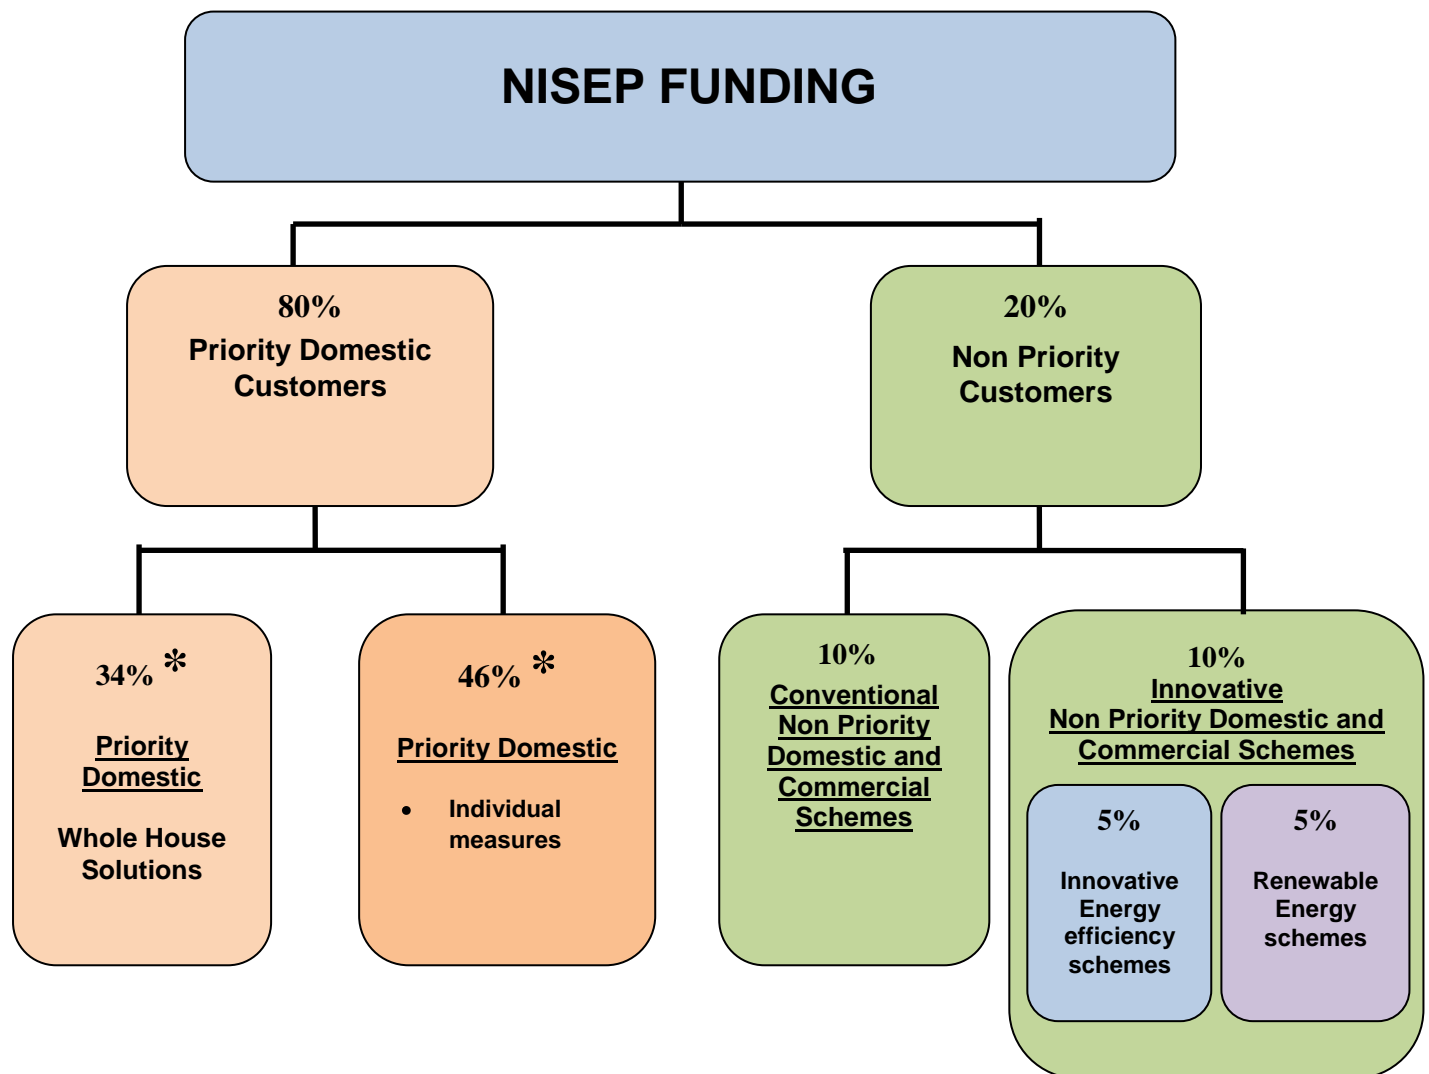 NISEP FUNDING
80%
Priority Domestic
Customers
20%
Non Priority
Customers
34% *
Priority
Domestic
Whole House
Solutions
46% *
Priority Domestic
• Individual
measures
10%
Conventional
Non Priority
Domestic and
Commercial
Schemes
10%
Innovative
Non Priority Domestic and
Commercial Schemes
5%
Innovative
Energy
efficiency
schemes
5%
Renewable
Energy
schemes